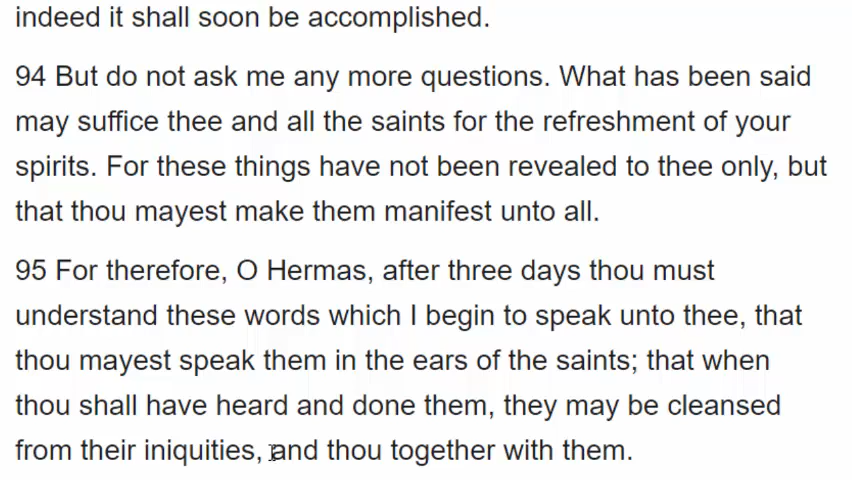 indeed it shall soon be accomplished.
94 But do not ask me any more questions. What has been said
may suffice thee and all the saints for the refreshment of your
spirits. For these things have not been revealed to thee only, but
that thou mayest make them manifest unto all.
95 For therefore, O Hermas, after three days thou must
understand these words which I begin to speak unto thee, that
thou mayest speak them in the ears of the saints; that when
thou shall have heard and done them, they may be cleansed
from their iniquities, and thou together with them.